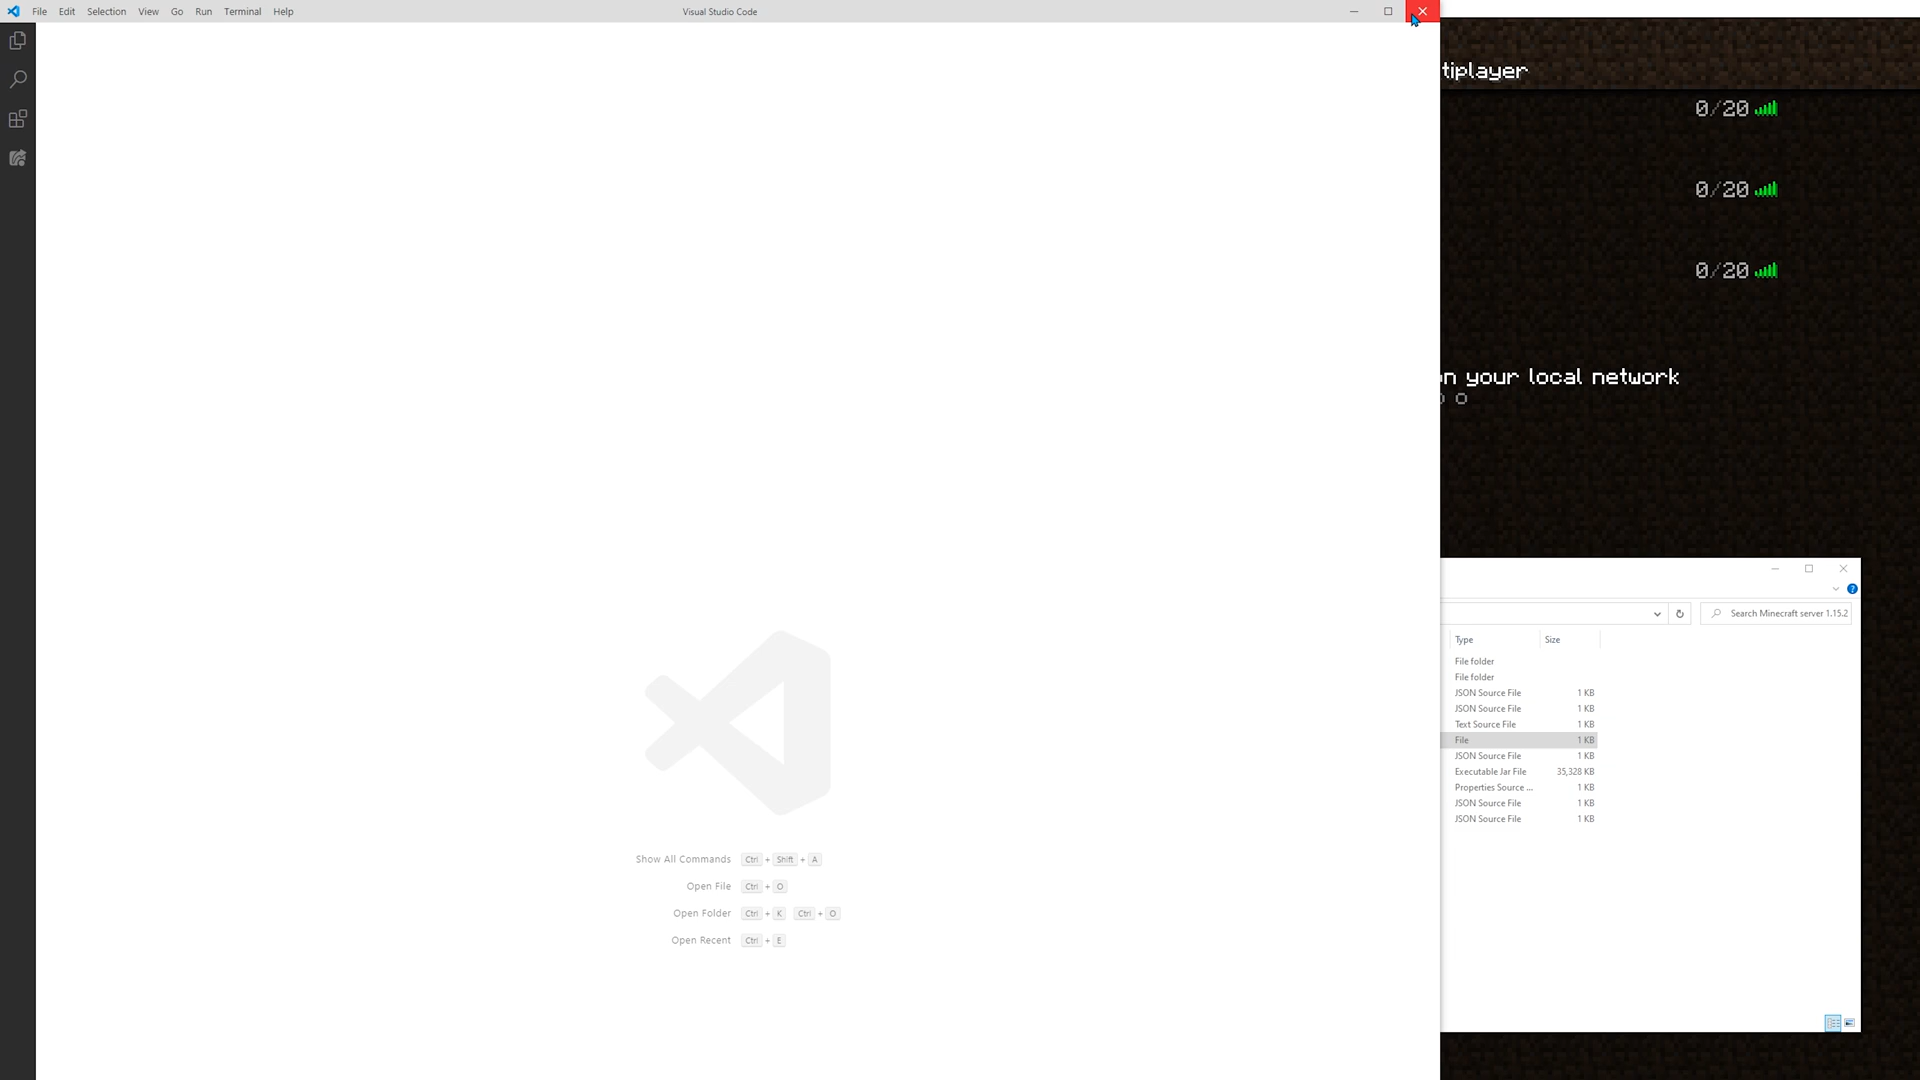 File Edit Selection View Go Run Terminal Help
Visual Studio Code
tiplayer
0/20
0/20
0/20
on your local network
Search Minecraft server 1.15.2
Type Size
File folder
File folder
JSON Source File 1 KB
JSON Source File 1 KB
Text Source File 1 KB
File 1 KB
JSON Source File 1 KB
Executable Jar File 35,328 KB
Properties Source ... 1 KB
JSON Source File 1 KB
JSON Source File 1 KB
Show All Commands Ctrl + Shift + A
Open File Ctrl + O
Open Folder Ctrl + K Ctrl + O
Open Recent Ctrl + E